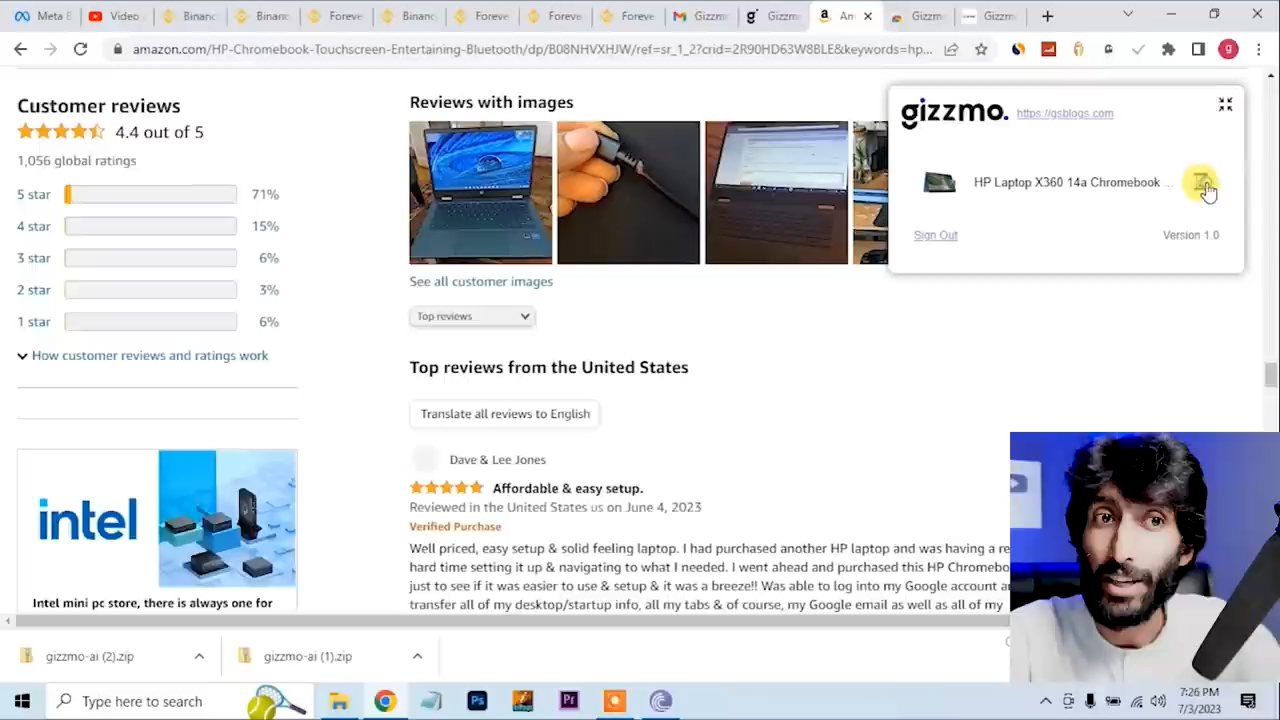 Meta
Video
Binanc
Binanc
Foreve
Binanc
Foreve
Foreve
Foreve
Gizzm
Gizzmo
Am
Gizzm
Gizzmo
amazon.com/HP-Chromebook-Touchscreen-Entertaining-Bluetooth/dp/B08NHVXHJW/ref=sr_1_2?crid=2R90HD63W8BLE&keywords=hp...
g
Customer reviews
4.4 out of 5
1,056 global ratings
5 star 71%
4 star 15%
3 star 6%
2 star 3%
1 star 6%
How customer reviews and ratings work
intel
Intel mini pc store, there is always one for
Reviews with images
See all customer images
Top reviews
Top reviews from the United States
Translate all reviews to English
Dave & Lee Jones
Affordable & easy setup.
Reviewed in the United States us on June 4, 2023
Verified Purchase
Well priced, easy setup & solid feeling laptop. I had purchased another HP laptop and was having a re
hard time setting it up & navigating to what I needed. I went ahead and purchased this HP Chromebo
just to see if it was easier to use & setup & it was a breeze!! Was able to log into my Google account a
transfer all of my desktop/startup info, all my tabs & of course, my Google email as well as all of my
gizzmo. https://gsblogs.com
HP Laptop X360 14a Chromebook ...
Sign Out
Version 1.0
gizzmo-ai (2).zip
gizzmo-ai (1).zip
Type here to search
Ps
Pr
7:26 PM
7/3/2023